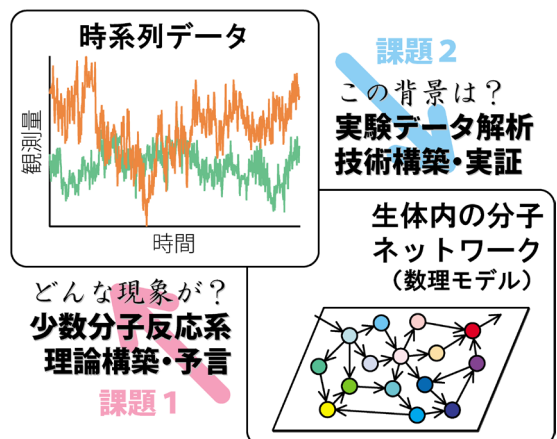 時系列データ
観測量
時間
課題２
この背景は？
実験データ解析
技術構築・実証
生体内の分子
ネットワーク
（数理モデル）
どんな現象が？
少数分子反応系
理論構築・予言
課題１